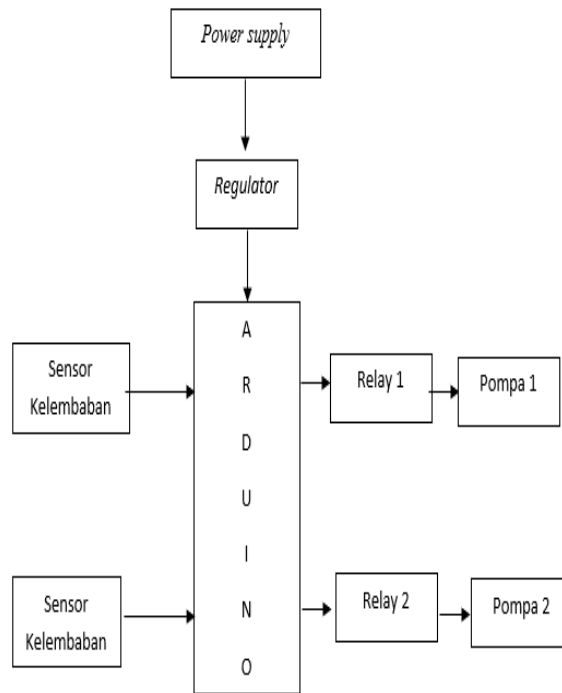 Power supply
Regulator
A
R
D
U
I
N
O
Sensor
Kelembaban
Relay 1
Pompa 1
Sensor
Kelembaban
Relay 2
Pompa 2